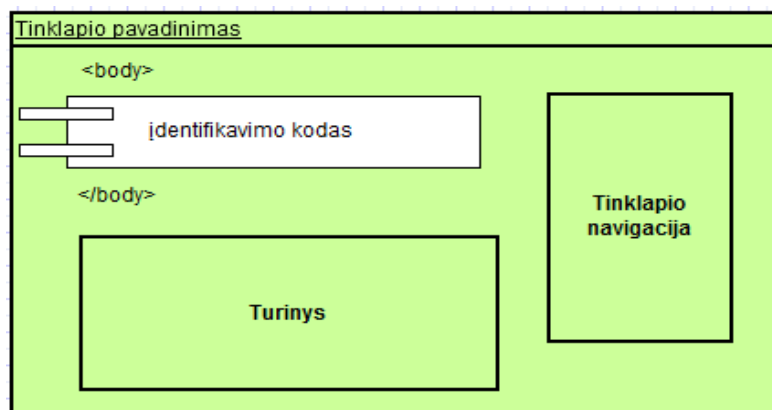 Tinklapio pavadinimas
<body>
įdentifikavimo kodas
</body>
Tinklapio
navigacija
Turinys